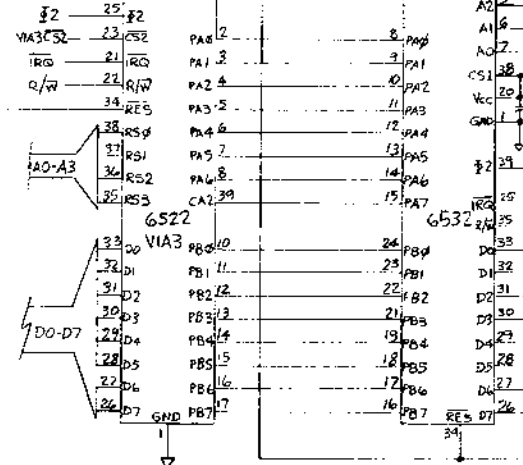 Φ2 25 Φ2 A2
VIA3CS2 23 CS2 PA0 2 8 PA0 A1 6
IRQ 21 IRQ PA1 3 9 PA1 A0 7
R/W 22 R/W PA2 4 10 PA2 CS1 38
34 RES PA3 5 11 PA3 Vcc 20
38 RS0 PA4 6 12 PA4 GND 1
37 RS1 PA5 7 13 PA5 Φ2 39
A0-A3 36 RS2 PA6 8 14 PA6
35 RS3 CA2 39 15 PA7 IRQ 25
6522 6532 R/W 35
VIA3
33 D0 PB0 10 24 PB0 D0 33
32 D1 PB1 11 23 PB1 D1 32
31 D2 PB2 12 22 PB2 D2 31
30 D3 PB3 13 21 PB3 D3 30
D0-D7 29 D4 PB4 14 19 PB4 D4 29
28 D5 PB5 15 18 PB5 D5 28
27 D6 PB6 16 17 PB6 D6 27
26 D7 PB7 17 16 PB7 D7 26
GND RES
1 34